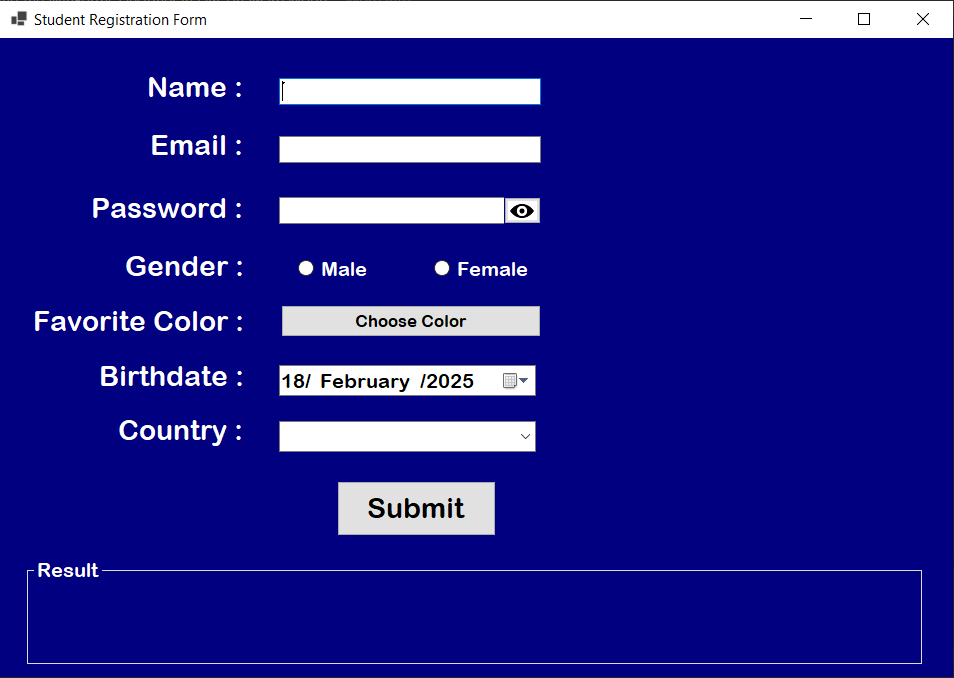 Student Registration Form
Name :
Email :
Password :
Gender : Male Female
Favorite Color : Choose Color
Birthdate : 18/ February /2025
Country :
Submit
Result